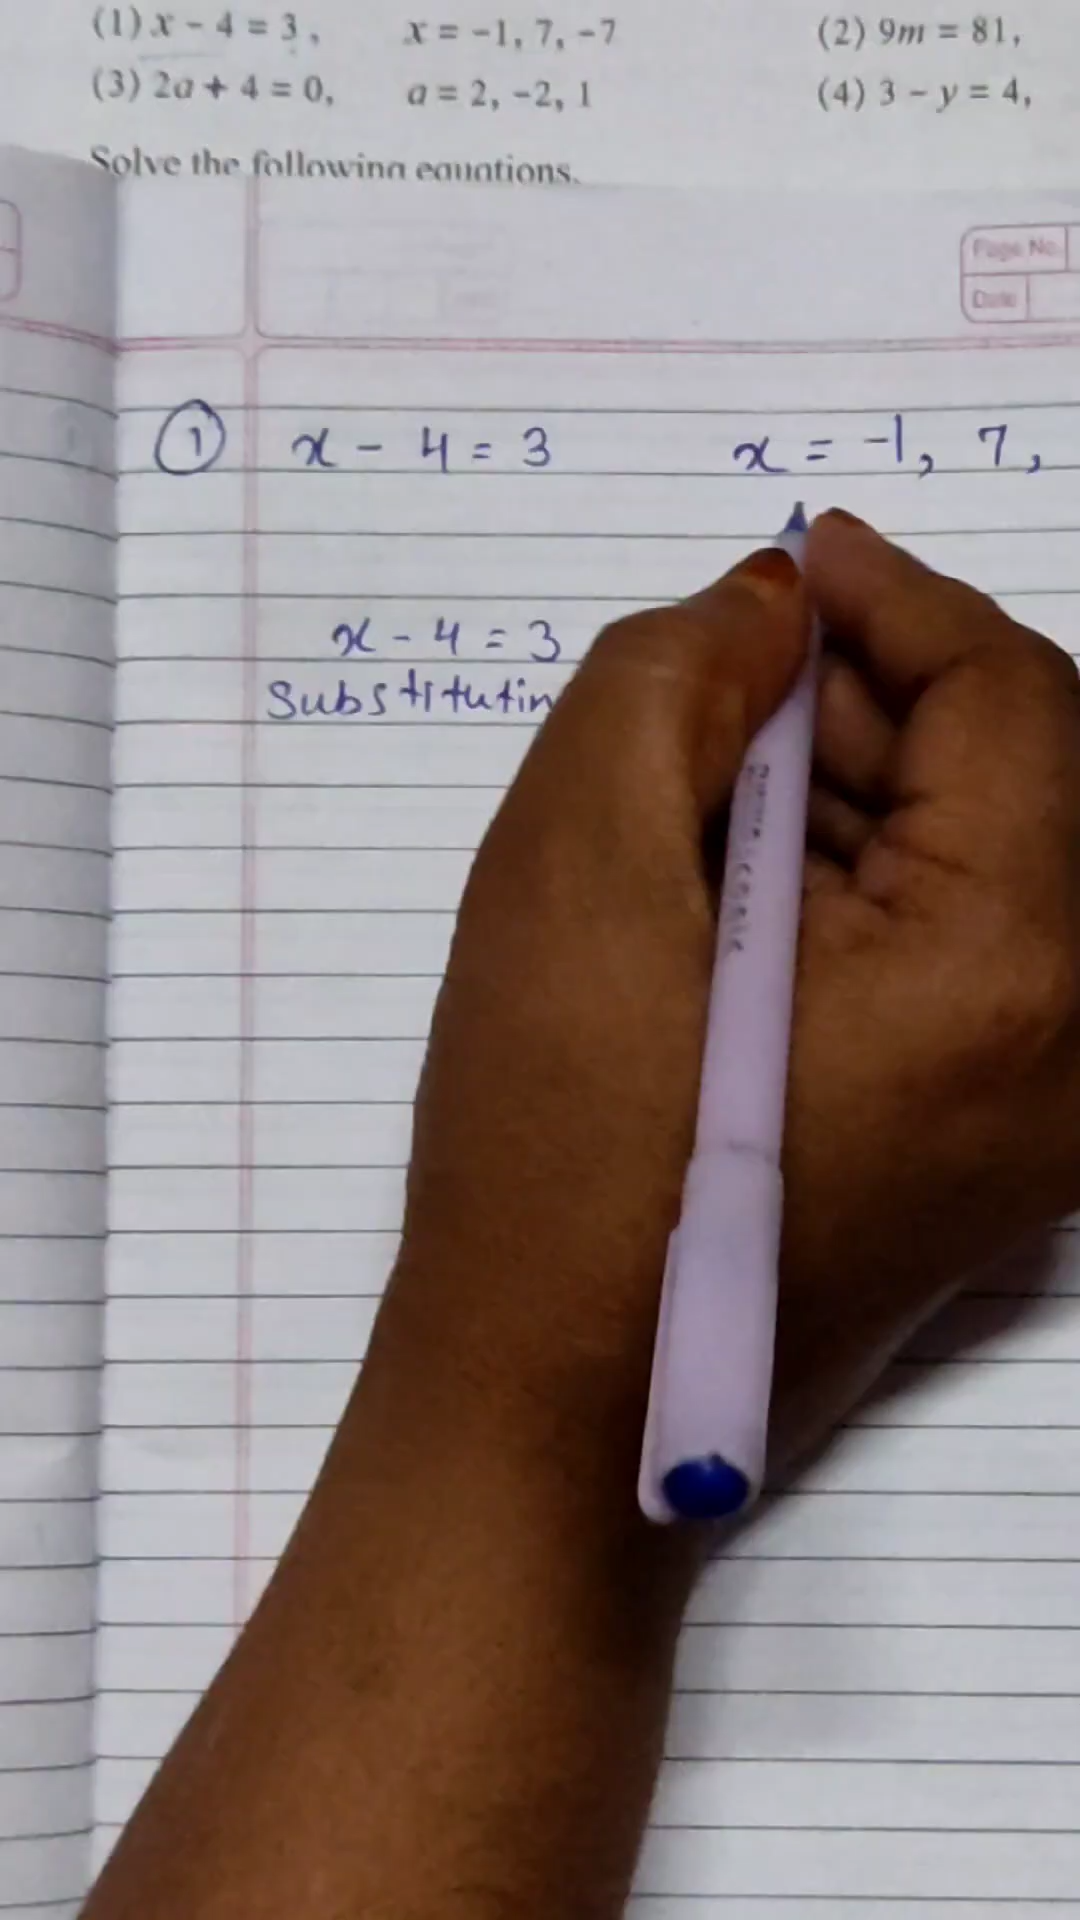 (1) x - 4 = 3, x = -1, 7, -7 (2) 9m = 81,
(3) 2a + 4 = 0, a = 2, -2, 1 (4) 3 - y = 4,
Solve the following equations.
Page No.
Date
① x - 4 = 3 x = -1, 7,
x - 4 = 3
Substitutin